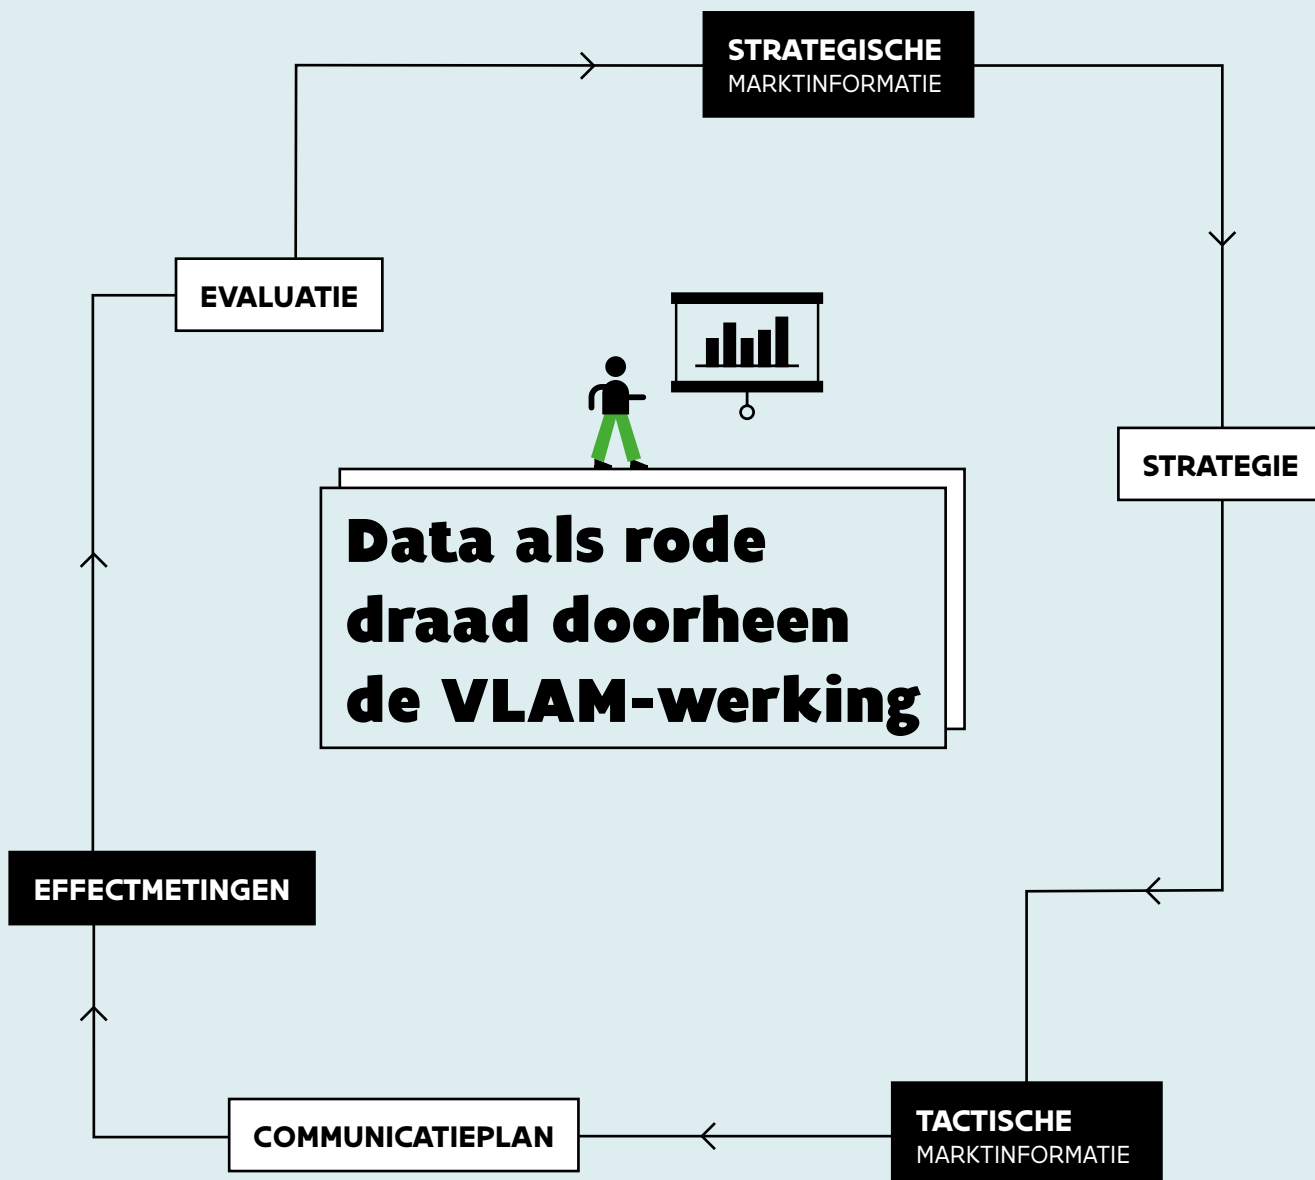 STRATEGISCHE
MARKTINFORMATIE
EVALUATIE
STRATEGIE
Data als rode
draad doorheen
de VLAM-werking
EFFECTMETINGEN
TACTISCHE
MARKTINFORMATIE
COMMUNICATIEPLAN